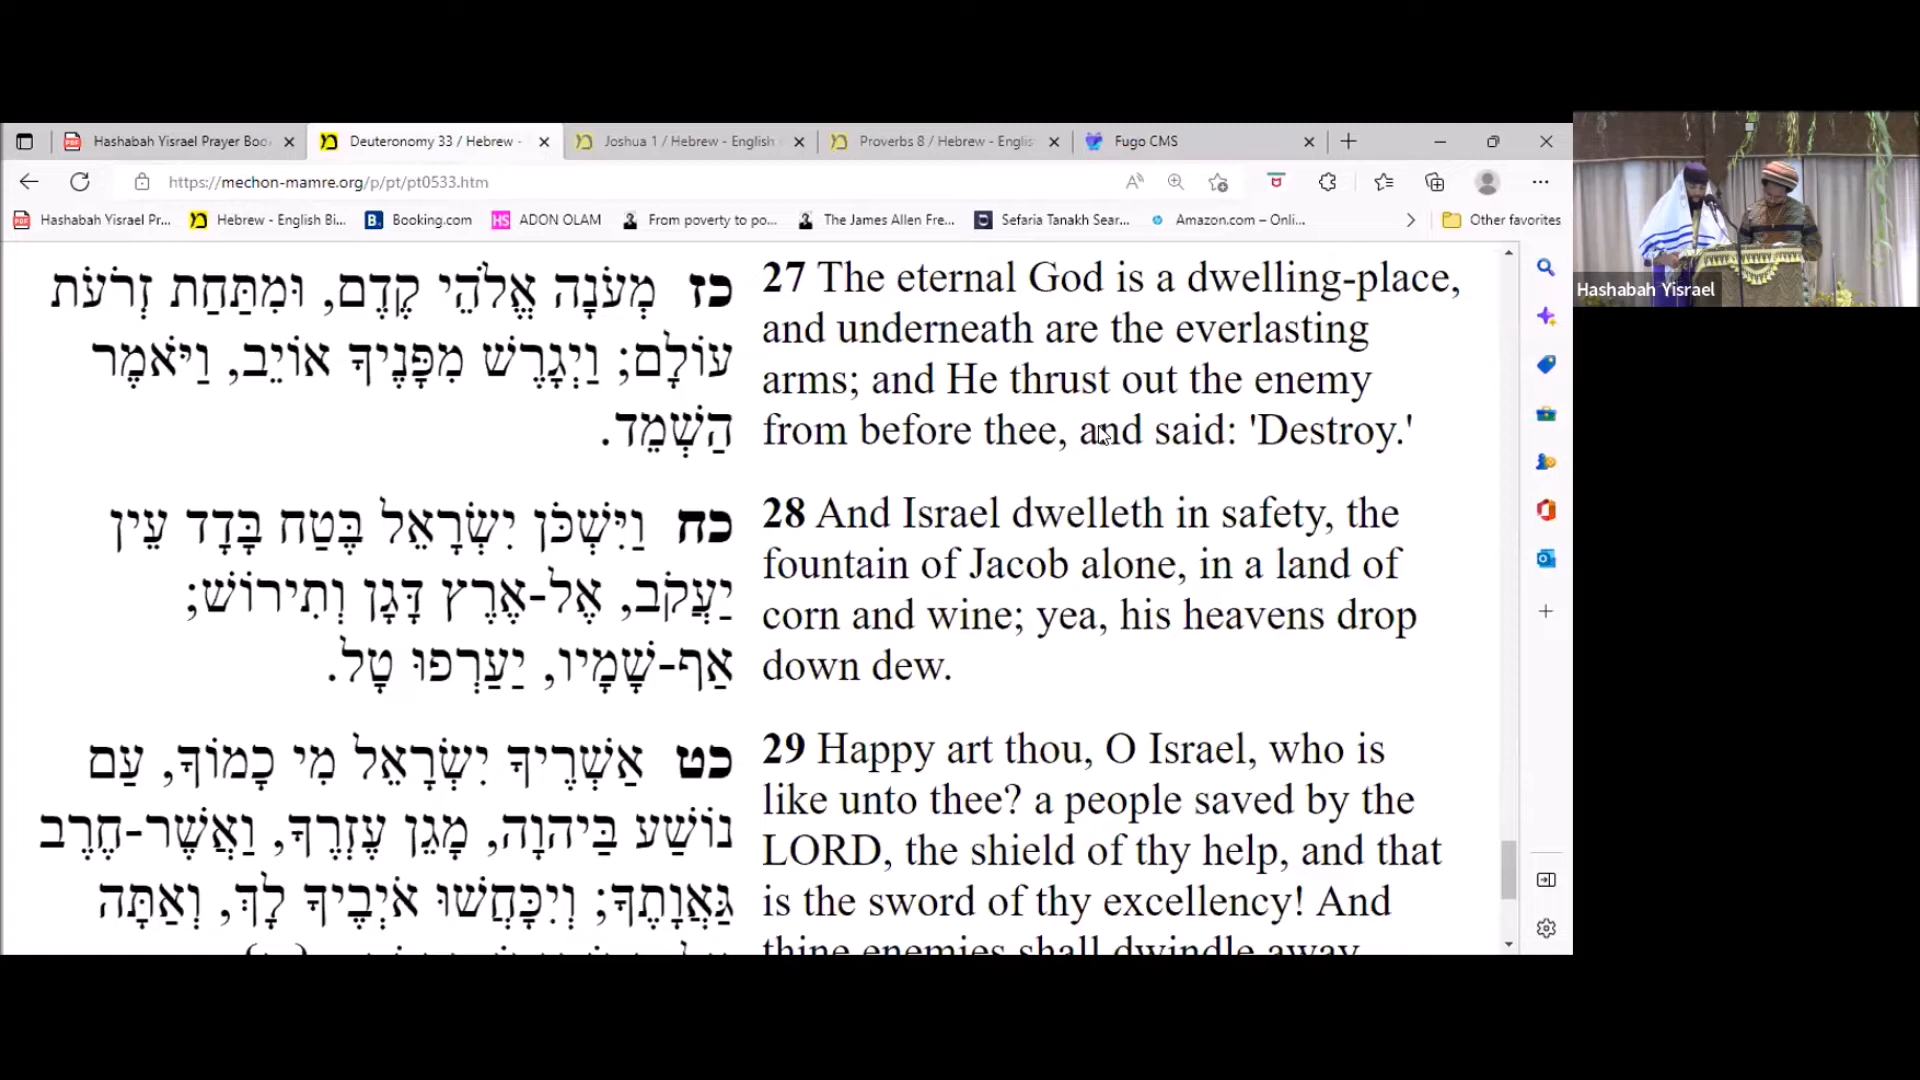 Hashabah Yisrael Prayer Boo
Deuteronomy 33 / Hebrew -
Joshua 1 / Hebrew - English
Proverbs 8 / Hebrew - Englis
Fugo CMS
https://mechon-mamre.org/p/pt/pt0533.htm
Hashabah Yisrael Pr...
Hebrew - English Bi...
Booking.com
ADON OLAM
From poverty to po...
The James Allen Fre...
Sefaria Tanakh Sear...
Amazon.com – Onli...
Other favorites
Hashabah Yisrael
כז מְעֹנָה אֱלֹהֵי קֶדֶם, וּמִתַּחַת זְרֹעֹת
עוֹלָם; וַיְגָרֶשׁ מִפָּנֶיךָ אוֹיֵב, וַיֹּאמֶר
הַשְׁמֵד.
27 The eternal God is a dwelling-place,
and underneath are the everlasting
arms; and He thrust out the enemy
from before thee, and said: 'Destroy.'
כח וַיִּשְׁכֹּן יִשְׂרָאֵל בֶּטַח בָּדָד עֵין
יַעֲקֹב, אֶל-אֶרֶץ דָּגָן וְתִירוֹשׁ;
אַף-שָׁמָיו, יַעַרְפוּ טָל.
28 And Israel dwelleth in safety, the
fountain of Jacob alone, in a land of
corn and wine; yea, his heavens drop
down dew.
כט אַשְׁרֶיךָ יִשְׂרָאֵל מִי כָמוֹךָ, עַם
נוֹשַׁע בַּיהוָה, מָגֵן עֶזְרֶךָ, וַאֲשֶׁר-חֶרֶב
גַּאֲוָתֶךָ; וְיִכָּחֲשׁוּ אֹיְבֶיךָ לָךְ, וְאַתָּה
29 Happy art thou, O Israel, who is
like unto thee? a people saved by the
LORD, the shield of thy help, and that
is the sword of thy excellency! And
thine enemies shall dwindle away